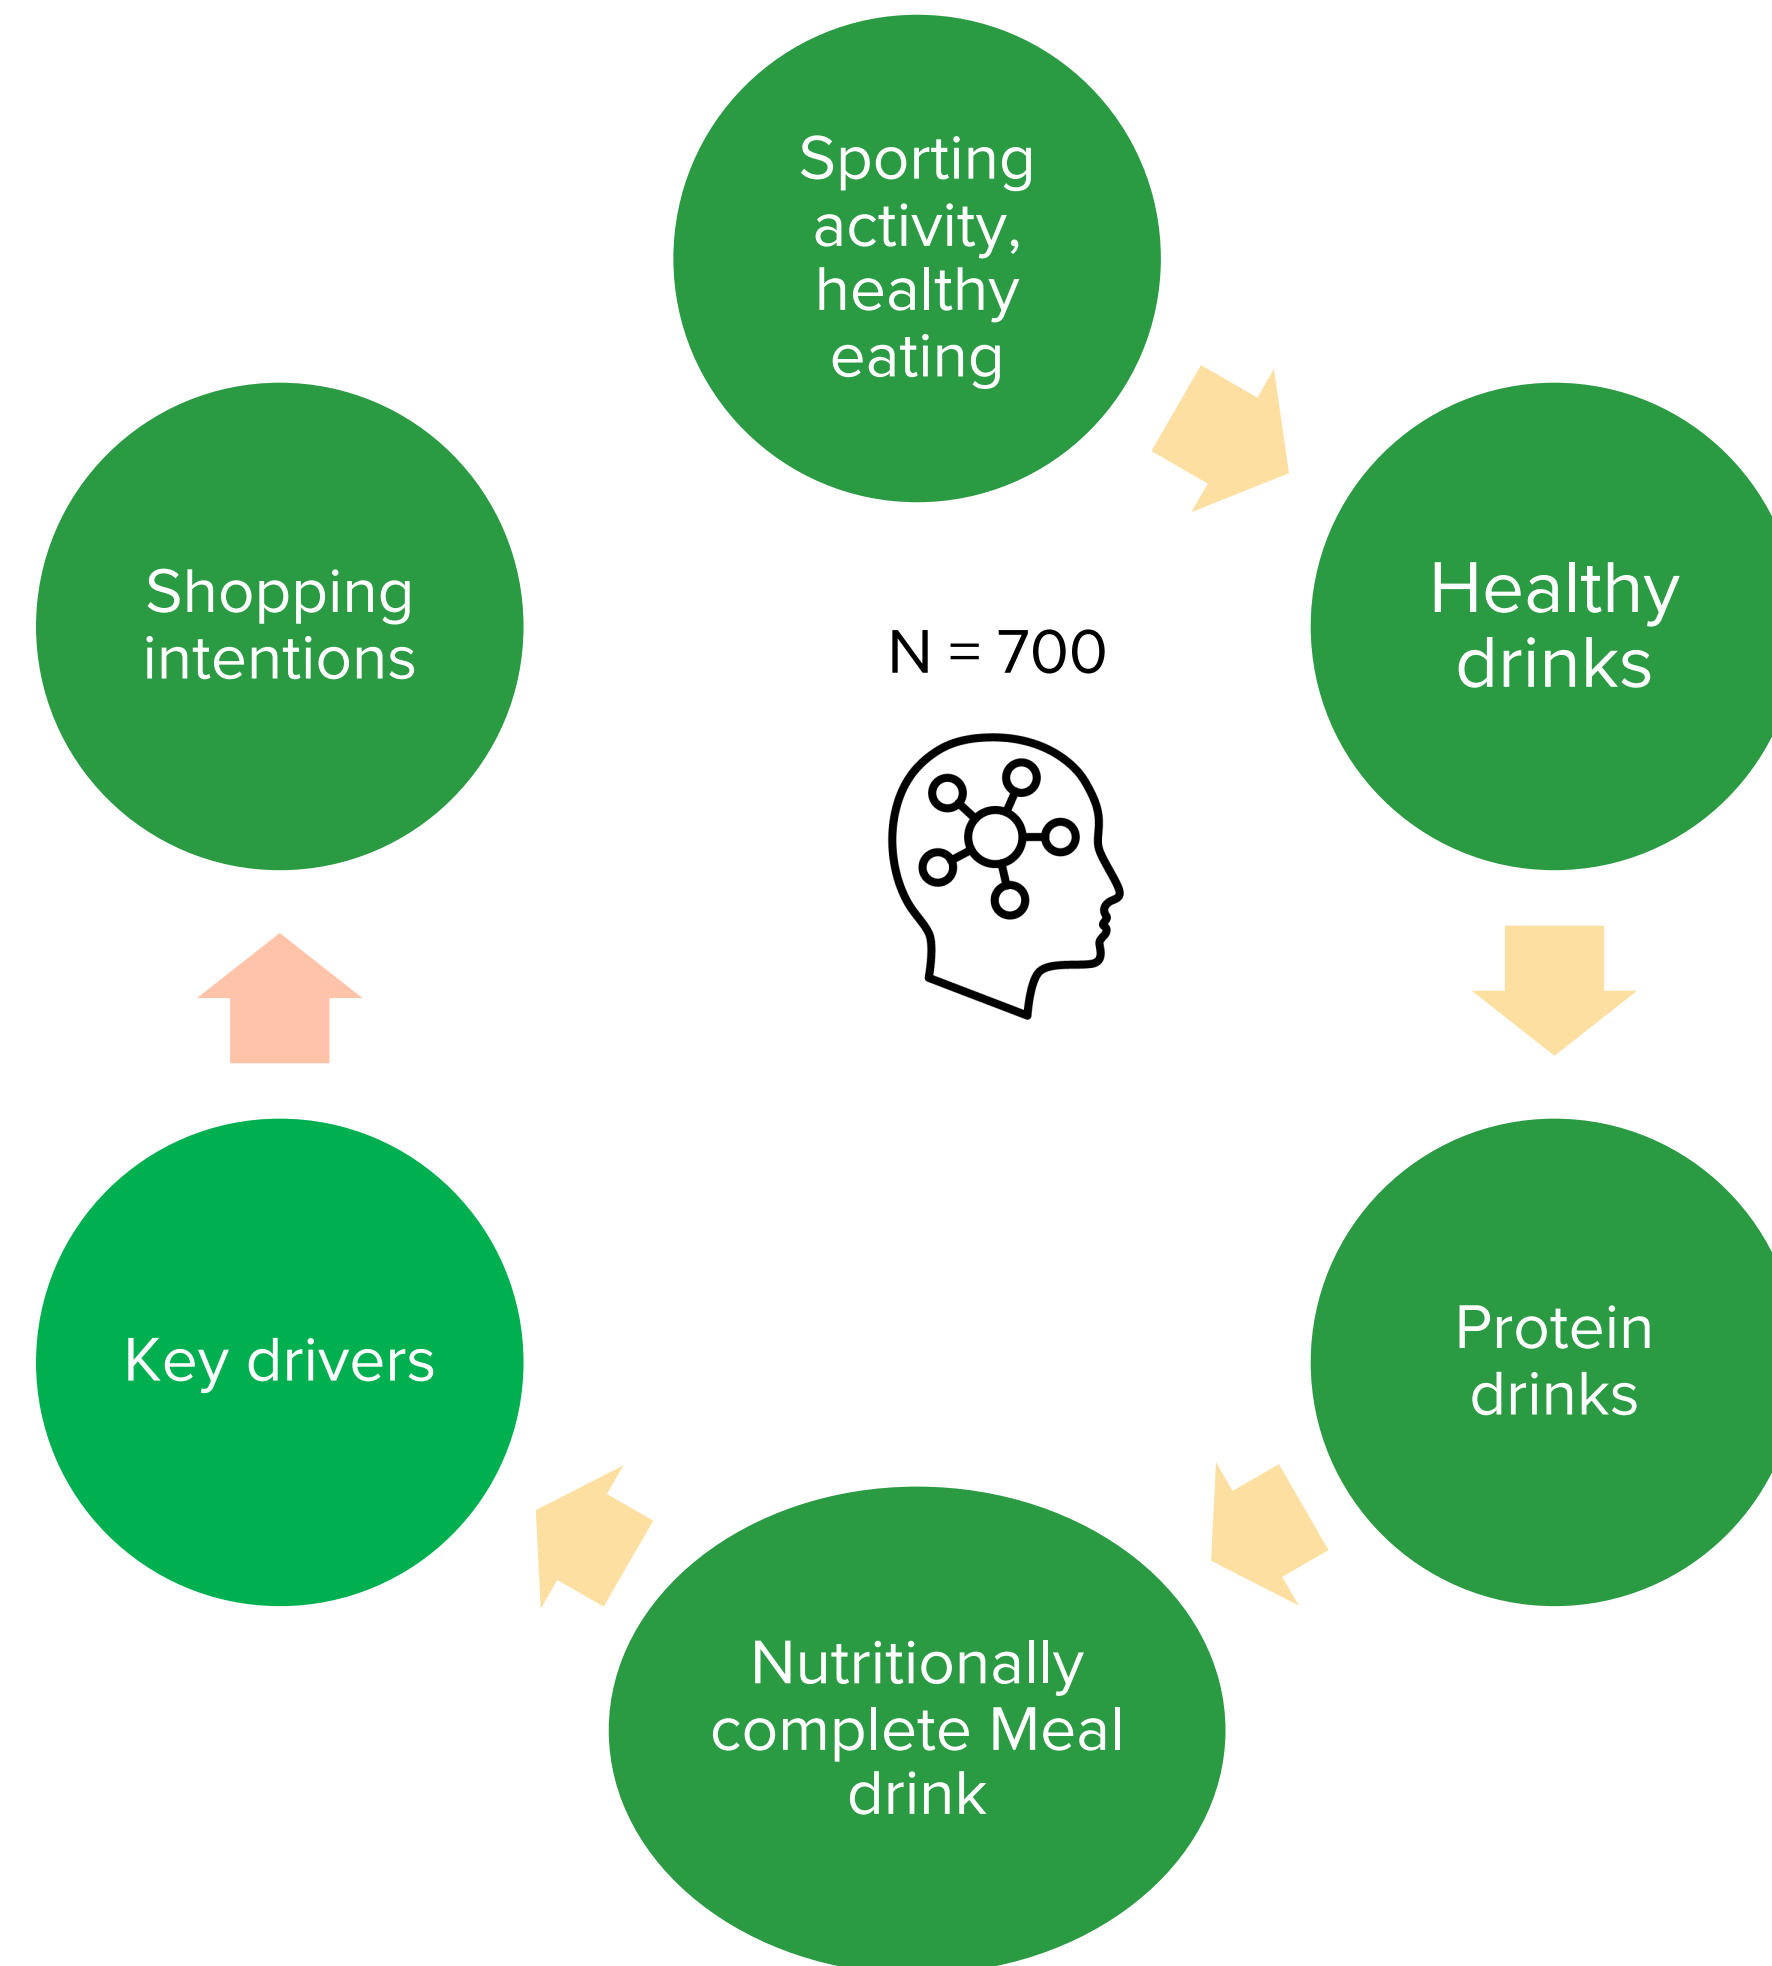 Sporting
activity,
healthy
eating
Healthy
drinks
Protein
drinks
Nutritionally
complete Meal
drink
Key drivers
Shopping
intentions
N = 700